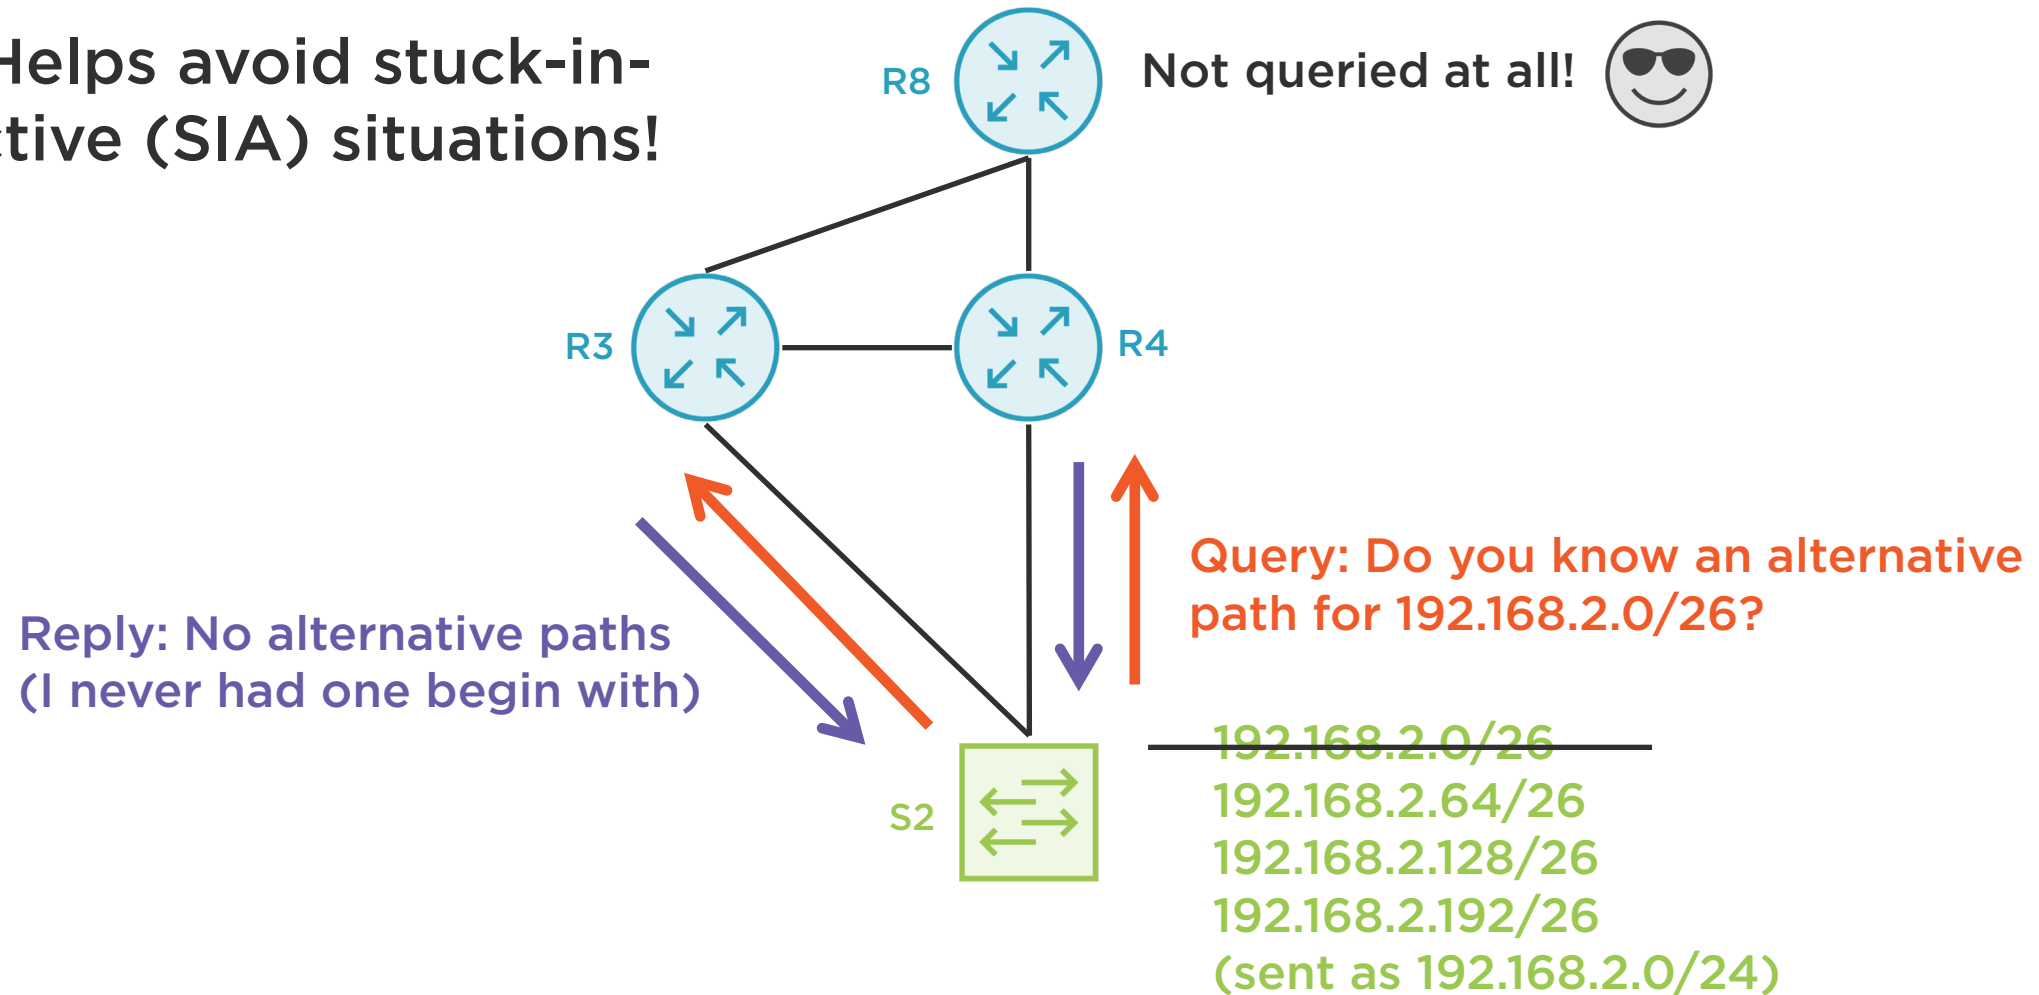 Helps avoid stuck-in-
ctive (SIA) situations!
R8
Not queried at all!
R3
R4
Query: Do you know an alternative
path for 192.168.2.0/26?
Reply: No alternative paths
(I never had one begin with)
S2
192.168.2.0/26
192.168.2.64/26
192.168.2.128/26
192.168.2.192/26
(sent as 192.168.2.0/24)